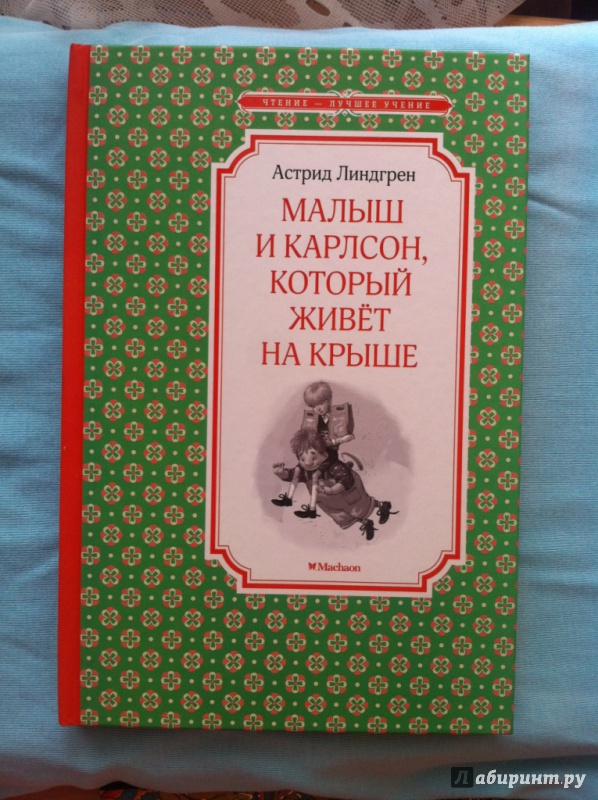 ЧТЕНИЕ — ЛУЧШЕЕ УЧЕНИЕ
Астрид Линдгрен
МАЛЫШ
И КАРЛСОН,
КОТОРЫЙ
ЖИВЁТ
НА КРЫШЕ
Machaon
Лабиринт.ру